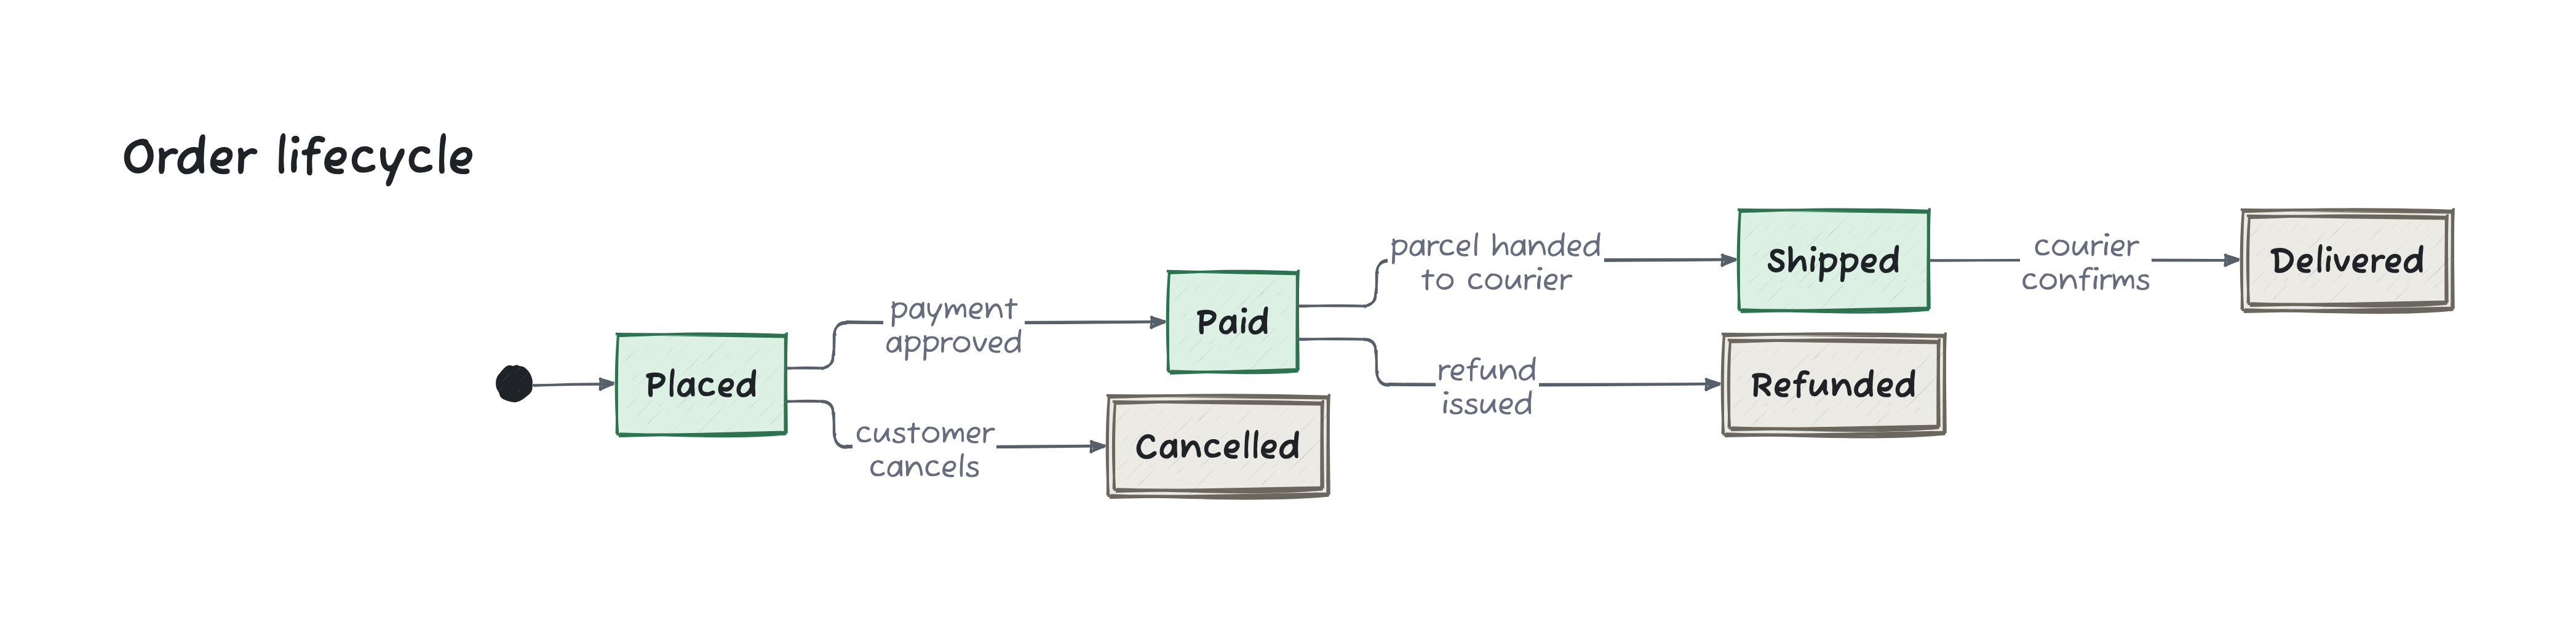 Order lifecycle
Placed
payment
approved
customer
cancels
Paid
Cancelled
parcel handed
to courier
refund
issued
Shipped
Refunded
courier
confirms
Delivered